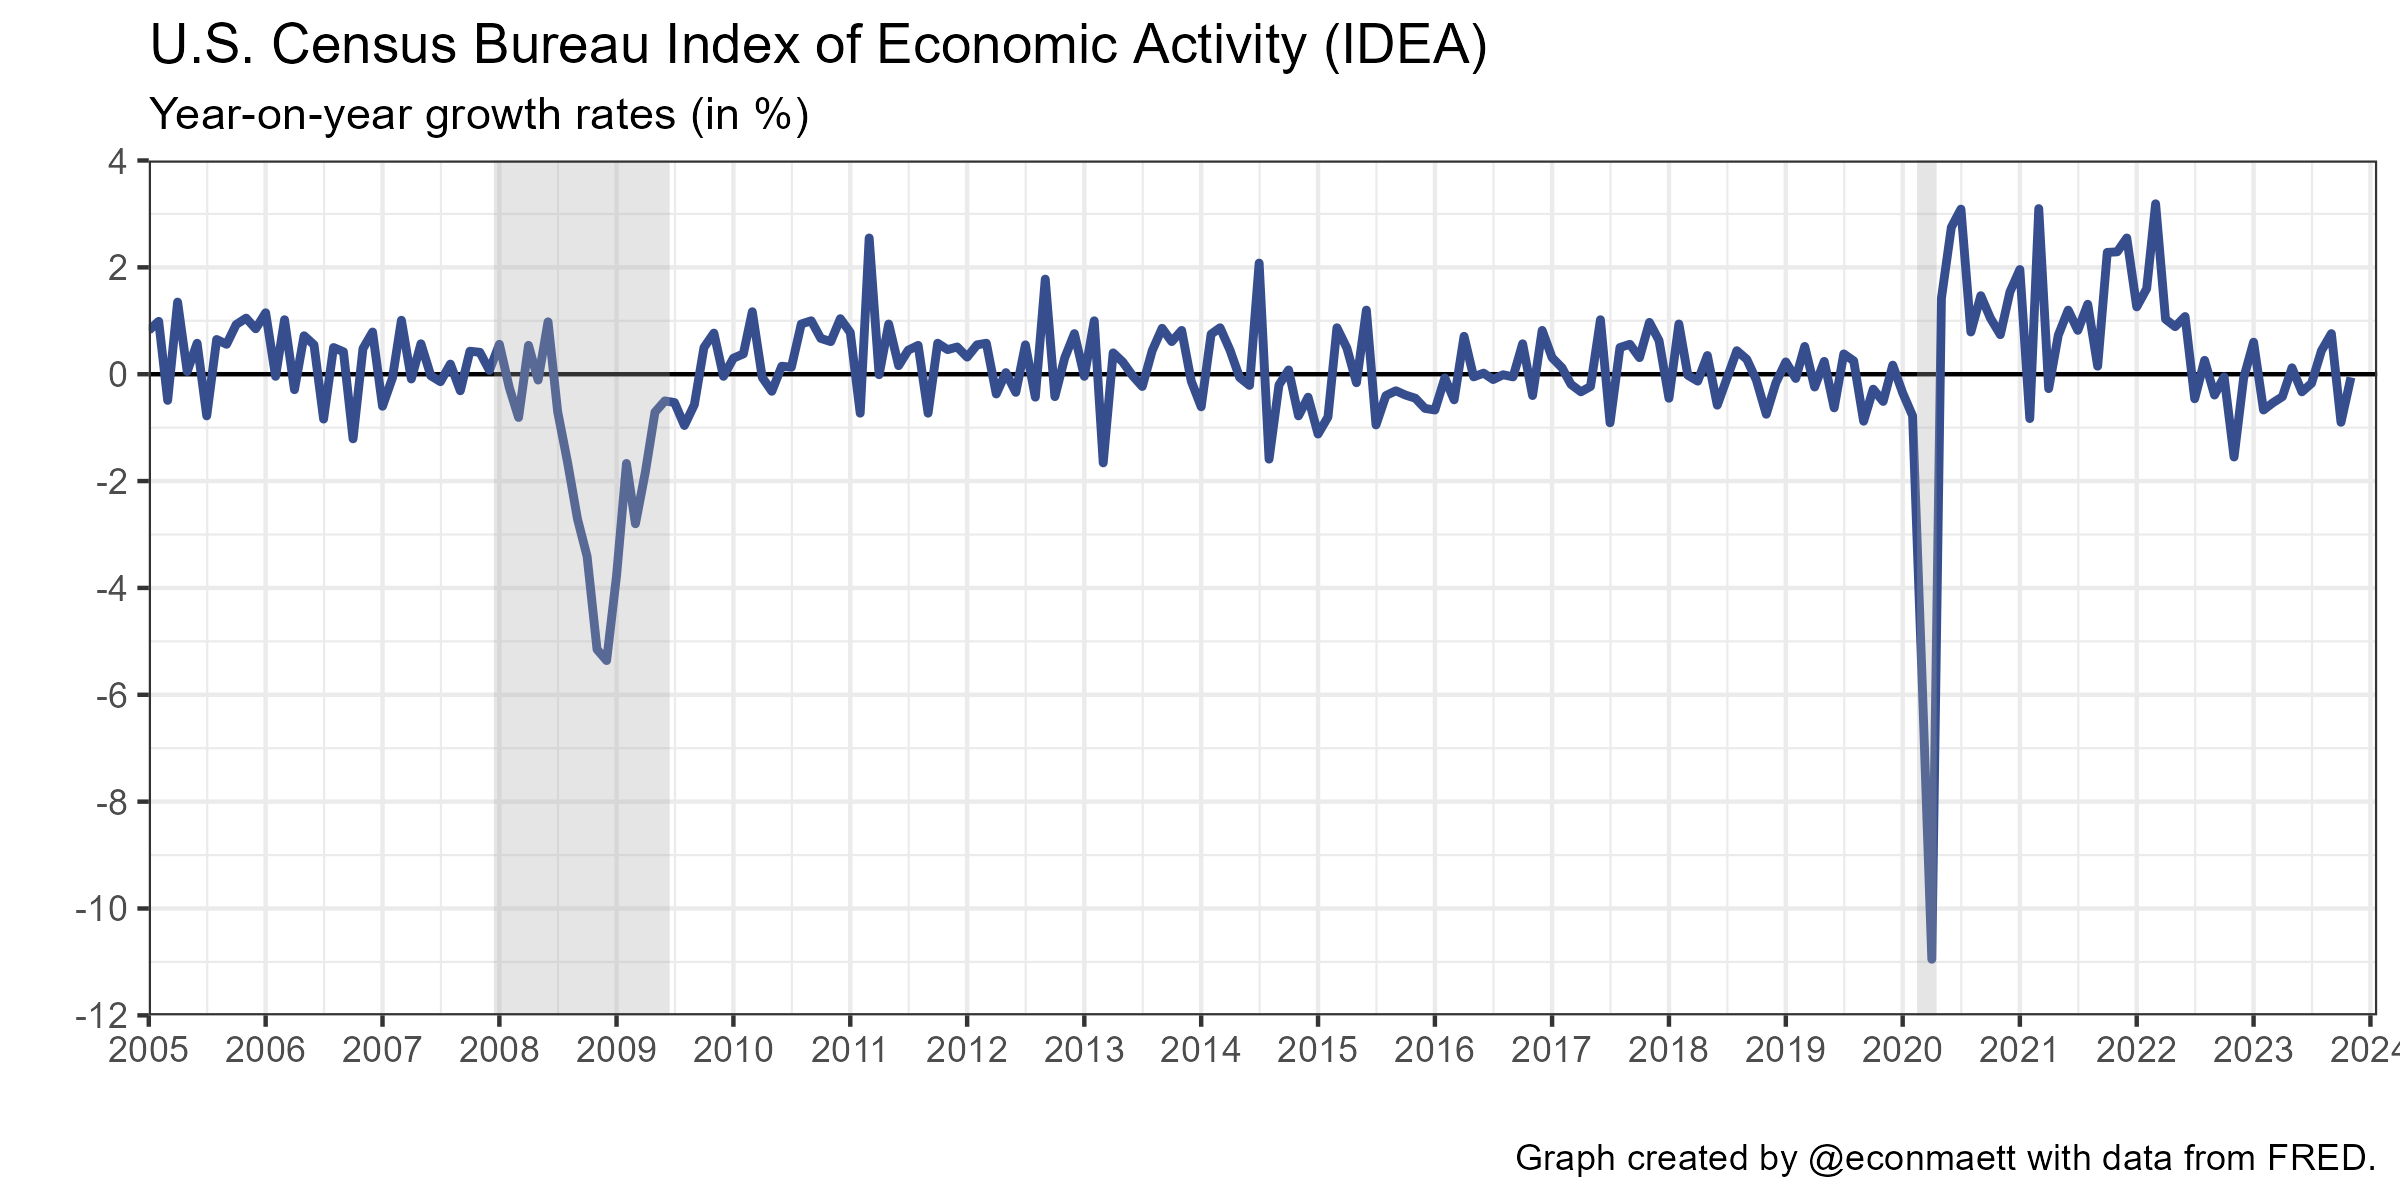 U.S. Census Bureau Index of Economic Activity (IDEA)
Year-on-year growth rates (in %)
4
2
0
-2
-4
-6
-8
-10
-12
2005 2006 2007 2008 2009 2010 2011 2012 2013 2014 2015 2016 2017 2018 2019 2020 2021 2022 2023 2024
Graph created by @econmaett with data from FRED.